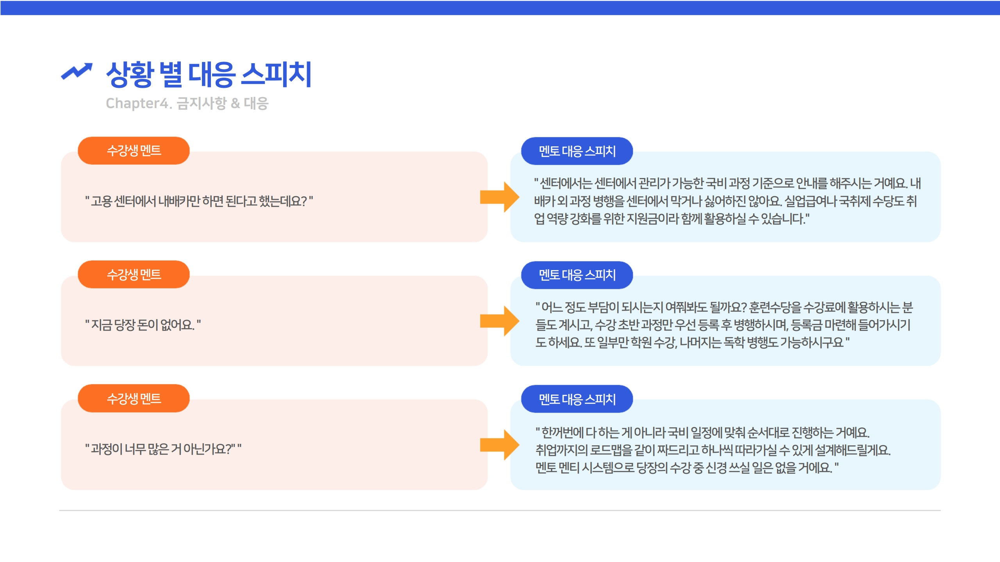 상황 별 대응 스피치
Chapter4. 금지사항 & 대응
수강생 멘트
" 고용 센터에서 내배카만 하면 된다고 했는데요? "
멘토 대응 스피치
" 센터에서는 센터에서 관리가 가능한 국비 과정 기준으로 안내를 해주시는 거예요. 내
배카 외 과정 병행을 센터에서 막거나 싫어하진 않아요. 실업급여나 국취제 수당도 취
업 역량 강화를 위한 지원금이라 함께 활용하실 수 있습니다."
수강생 멘트
" 지금 당장 돈이 없어요. "
멘토 대응 스피치
" 어느 정도 부담이 되시는지 여쭤봐도 될까요? 훈련수당을 수강료에 활용하시는 분
들도 계시고, 수강 초반 과정만 우선 등록 후 병행하시며, 등록금 마련해 들어가시기
도 하세요. 또 일부만 학원 수강, 나머지는 독학 병행도 가능하시구요 "
수강생 멘트
" 과정이 너무 많은 거 아닌가요?" "
멘토 대응 스피치
" 한꺼번에 다 하는 게 아니라 국비 일정에 맞춰 순서대로 진행하는 거예요.
취업까지의 로드맵을 같이 짜드리고 하나씩 따라가실 수 있게 설계해드릴게요.
멘토 멘티 시스템으로 당장의 수강 중 신경 쓰실 일은 없을 거에요. "